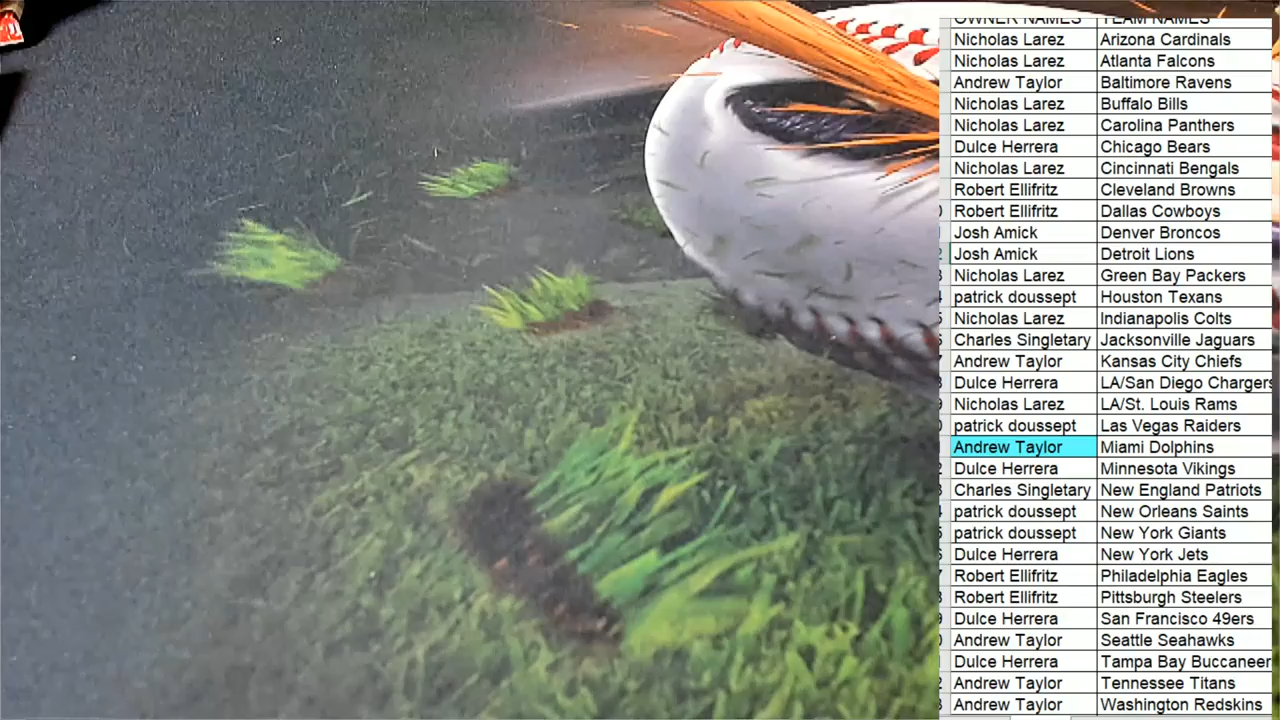 OWNER NAMES TEAM NAMES
Nicholas Larez Arizona Cardinals
Nicholas Larez Atlanta Falcons
Andrew Taylor Baltimore Ravens
Nicholas Larez Buffalo Bills
Nicholas Larez Carolina Panthers
Dulce Herrera Chicago Bears
Nicholas Larez Cincinnati Bengals
Robert Ellifritz Cleveland Browns
Robert Ellifritz Dallas Cowboys
Josh Amick Denver Broncos
Josh Amick Detroit Lions
Nicholas Larez Green Bay Packers
patrick doussept Houston Texans
Nicholas Larez Indianapolis Colts
Charles Singletary Jacksonville Jaguars
Andrew Taylor Kansas City Chiefs
Dulce Herrera LA/San Diego Chargers
Nicholas Larez LA/St. Louis Rams
patrick doussept Las Vegas Raiders
Andrew Taylor Miami Dolphins
Dulce Herrera Minnesota Vikings
Charles Singletary New England Patriots
patrick doussept New Orleans Saints
patrick doussept New York Giants
Dulce Herrera New York Jets
Robert Ellifritz Philadelphia Eagles
Robert Ellifritz Pittsburgh Steelers
Dulce Herrera San Francisco 49ers
Andrew Taylor Seattle Seahawks
Dulce Herrera Tampa Bay Buccaneer
Andrew Taylor Tennessee Titans
Andrew Taylor Washington Redskins